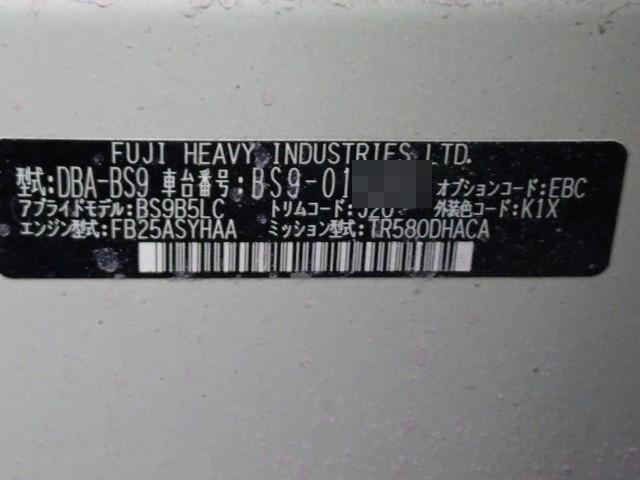 FUJI HEAVY INDUSTRIES LTD.
型式:DBA-BS9 車台番号:BS9-01 オプションコード:EBC
アプライドモデル:BS9B5LC トリムコード:J20 外装色コード:K1X
エンジン型式:FB25ASYHAA ミッション型式:TR580DHACA